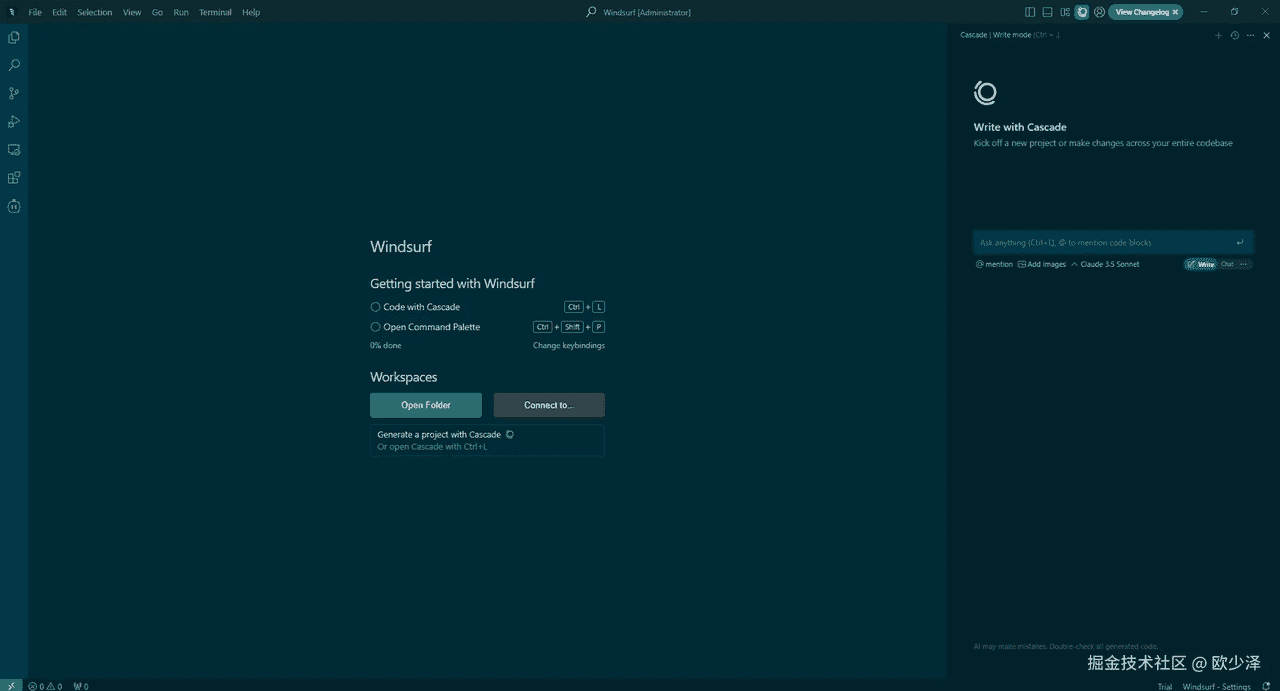 File Edit Selection View Go Run Terminal Help
Windsurf [Administrator]
View Changelog ×
Cascade | Write mode (Ctrl + .)
Write with Cascade
Kick off a new project or make changes across your entire codebase
Ask anything (Ctrl+L), @ to mention code blocks
@ mention Add images Claude 3.5 Sonnet Write Chat ...
Windsurf
Getting started with Windsurf
Code with Cascade Ctrl + L
Open Command Palette Ctrl + Shift + P
0% done Change keybindings
Workspaces
Open Folder Connect to...
Generate a project with Cascade
Or open Cascade with Ctrl+L
AI may make mistakes. Double-check all generated code.
掘金技术社区 @ 欧少泽
0 0 0 Trial Windsurf - Settings